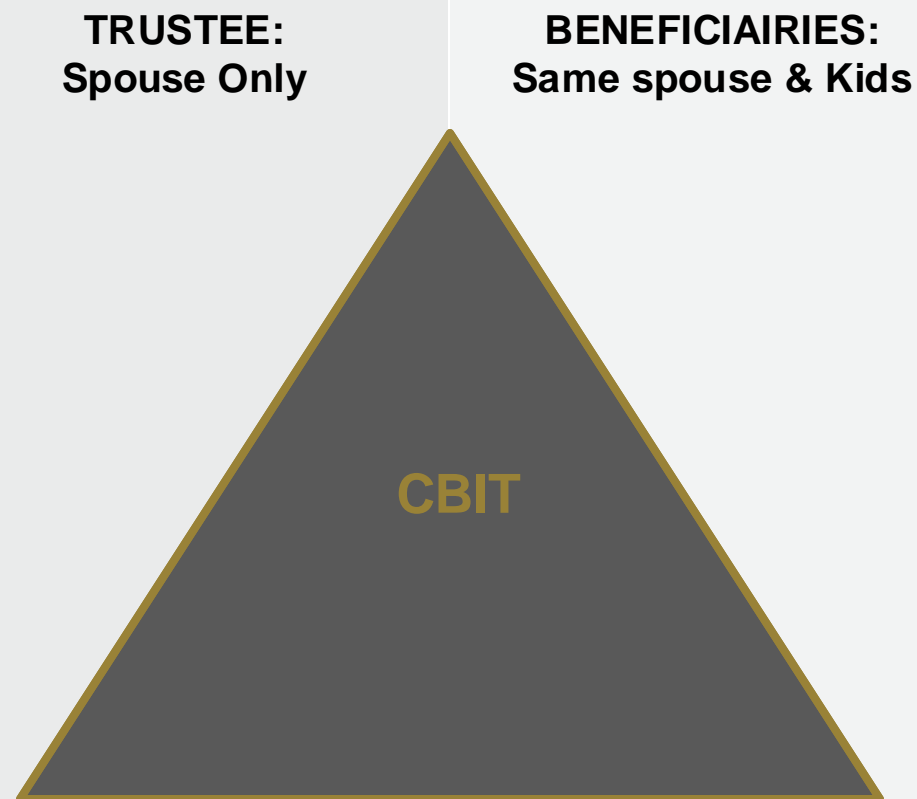 TRUSTEE:
Spouse Only
BENEFICIAIRIES:
Same spouse & Kids
CBIT